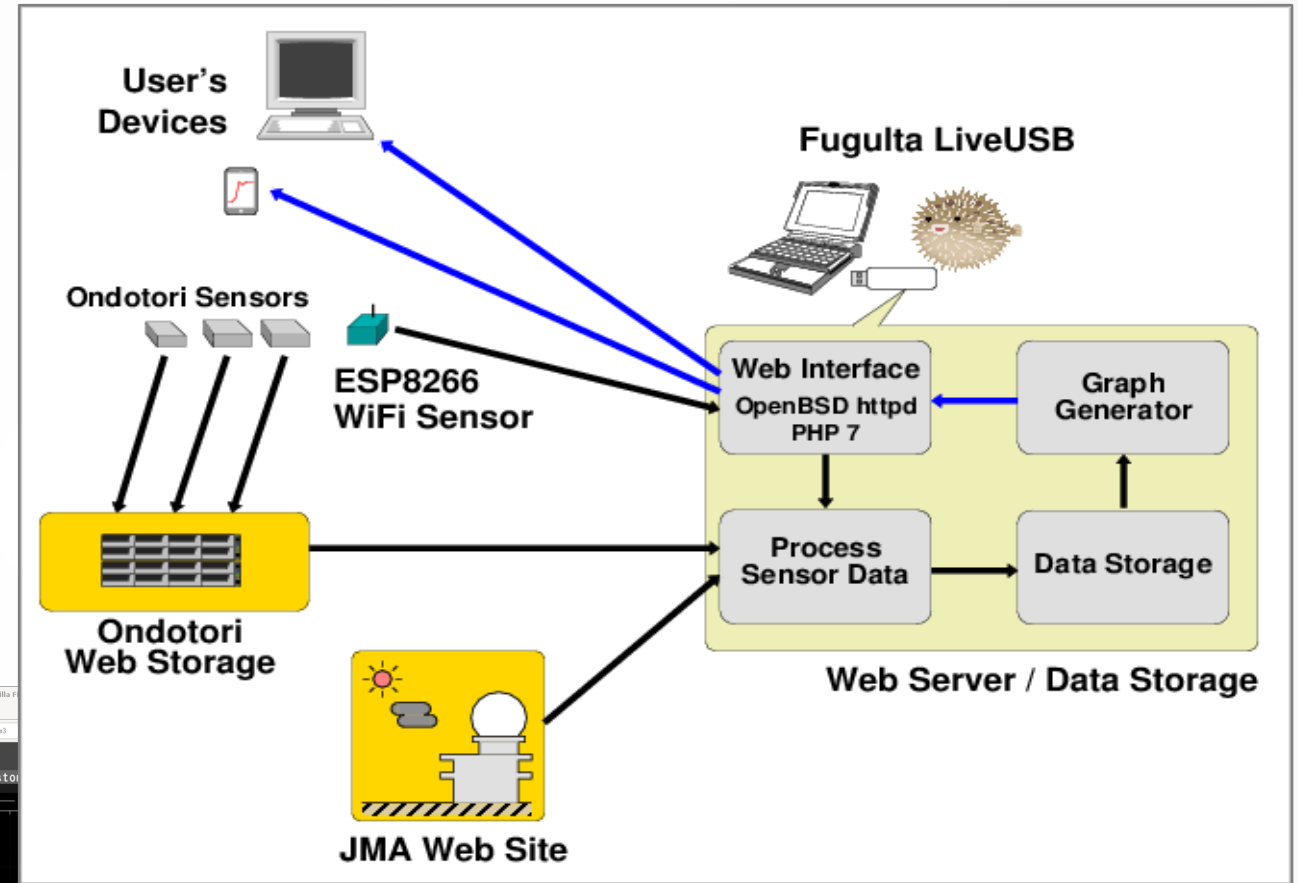 User's
Devices
Fugulta LiveUSB
Ondotori Sensors
ESP8266
WiFi Sensor
Web Interface
OpenBSD httpd
PHP 7
Graph
Generator
Process
Sensor Data
Data Storage
Ondotori
Web Storage
Web Server / Data Storage
JMA Web Site